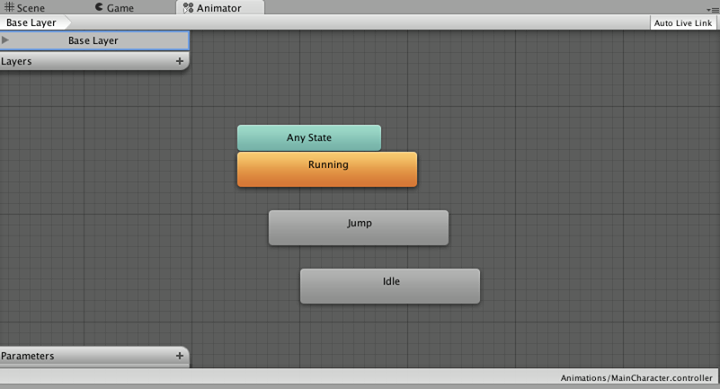 Scene Game Animator
Base Layer Auto Live Link
Base Layer
Layers +
Any State
Running
Jump
Idle
Parameters +
Animations/MainCharacter.controller